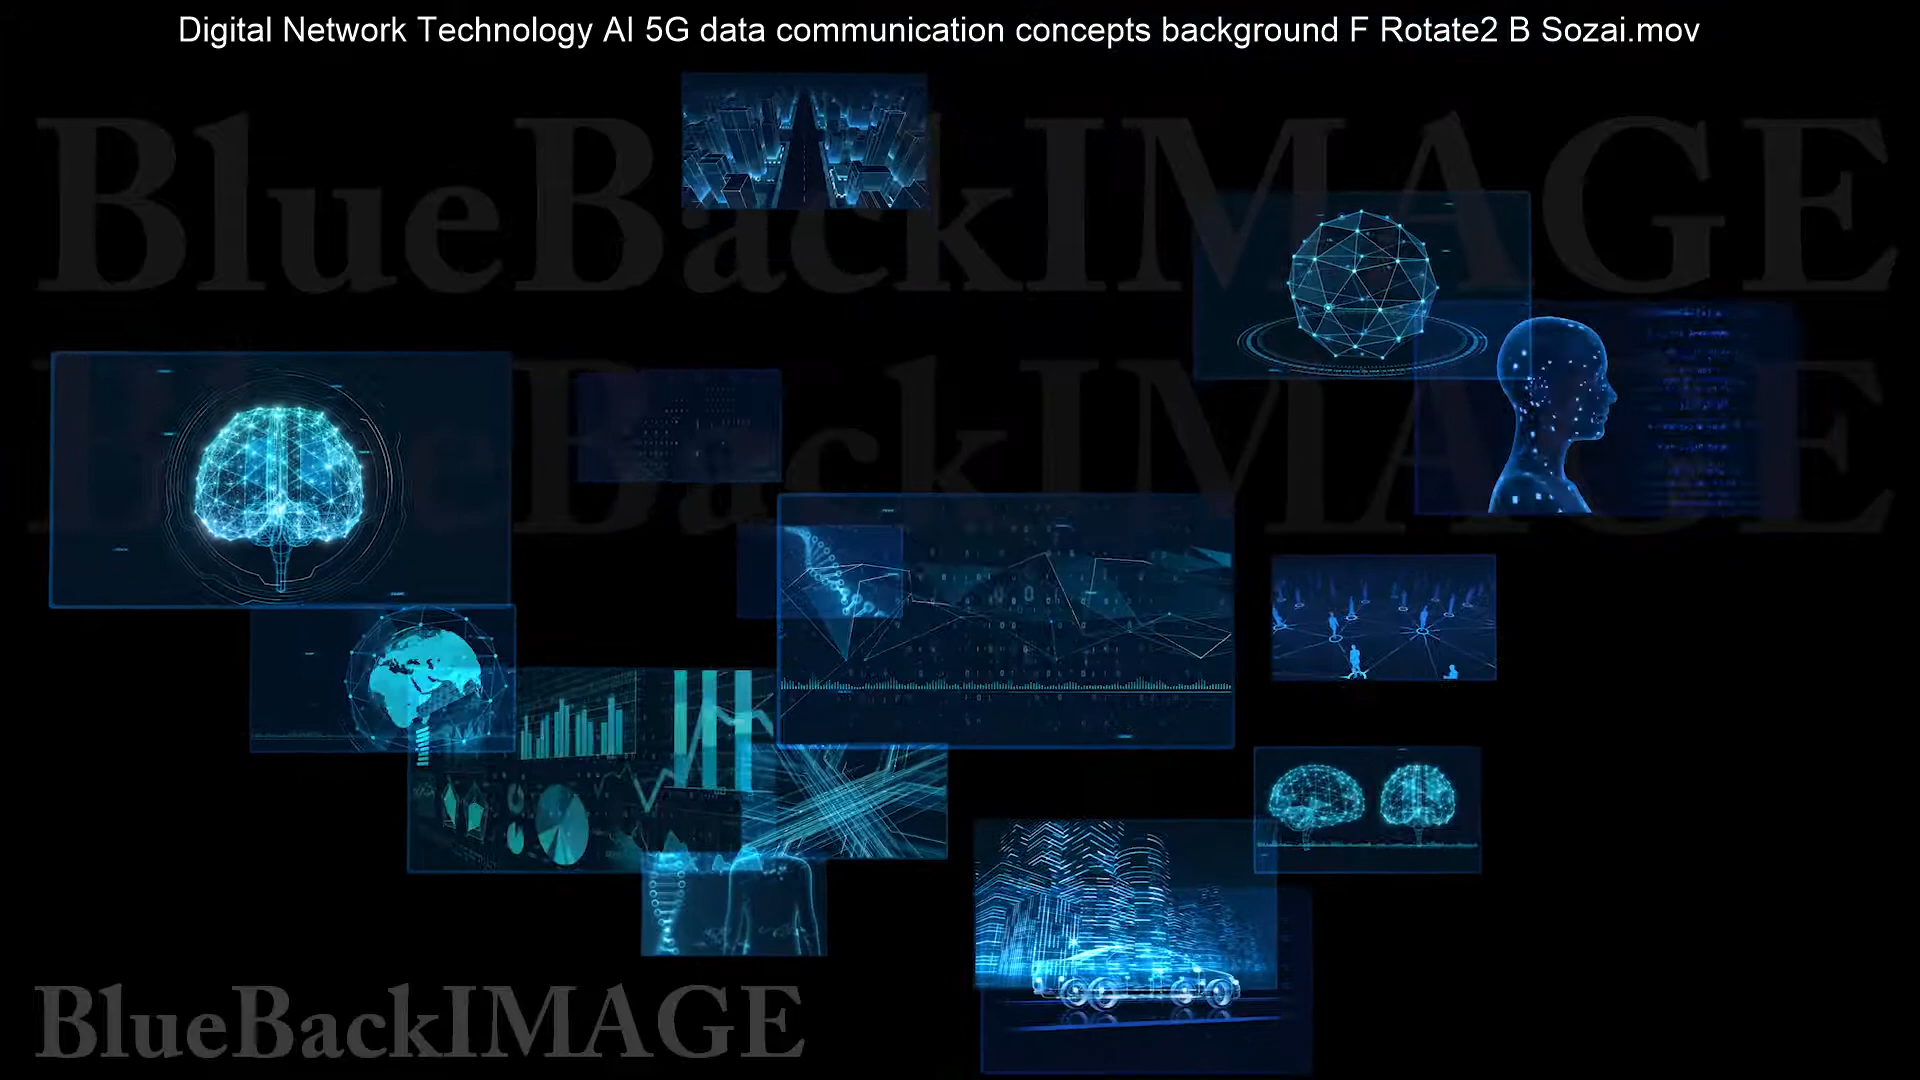 Digital Network Technology AI 5G data communication concepts background F Rotate2 B Sozai.mov
BlueBackIMAGE
BlueBackIMAGE
BlueBackIMAGE